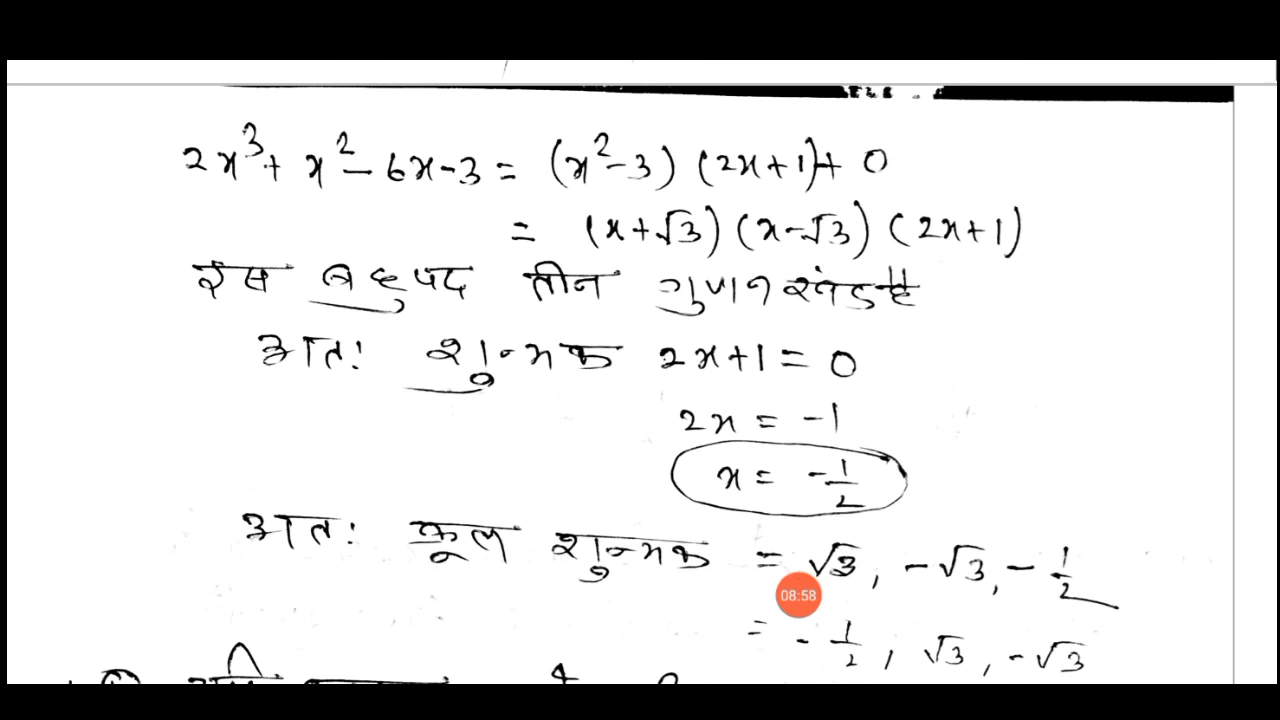 2x³ + x² - 6x - 3 = (x² - 3) (2x + 1) + 0
= (x + √3) (x - √3) (2x + 1)
इस बहुपद तीन गुणनखंड है
अतः शुन्यक 2x + 1 = 0
2x = -1
x = -1/2
अतः कूल शुन्यक = √3, -√3, -1/2
08:58
= -1/2, √3, -√3